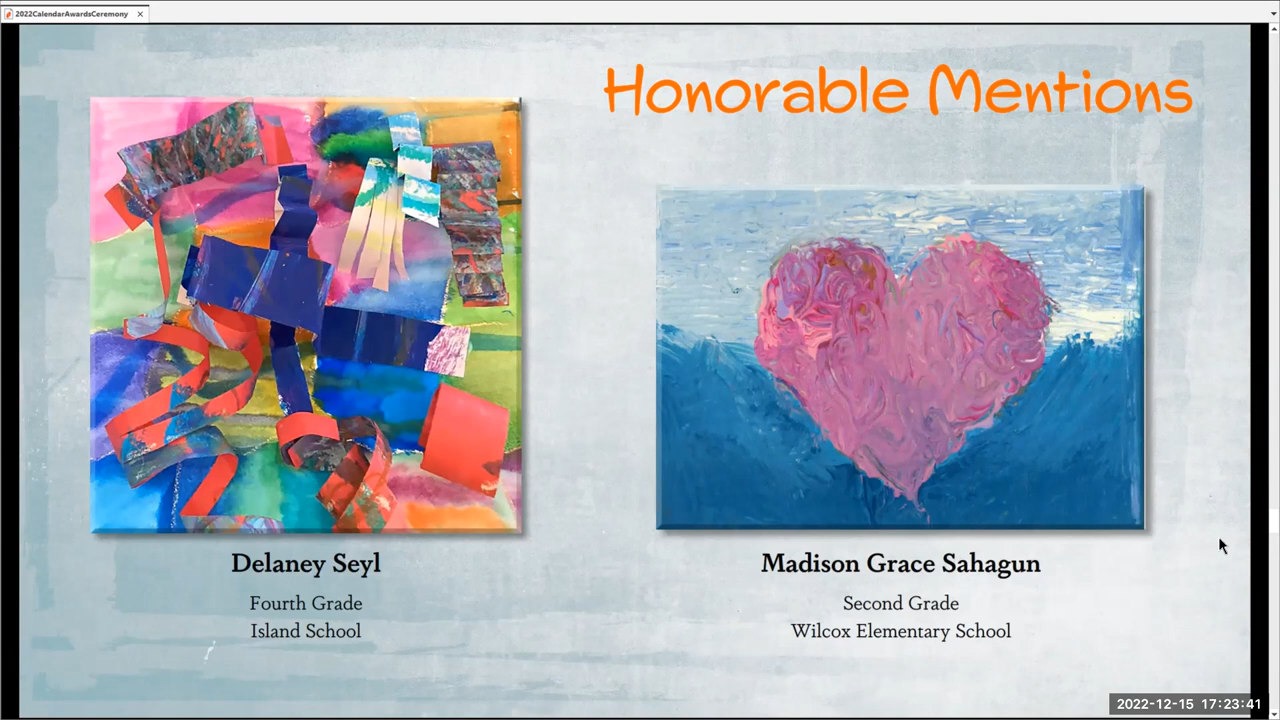 2022CalendarAwardsCeremony
Honorable Mentions
Delaney Seyl
Fourth Grade
Island School
Madison Grace Sahagun
Second Grade
Wilcox Elementary School
2022-12-15 17:23:41